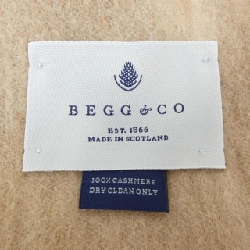 BEGG & CO
EST. 1866
MADE IN SCOTLAND
100% CASHMERE
DRY CLEAN ONLY